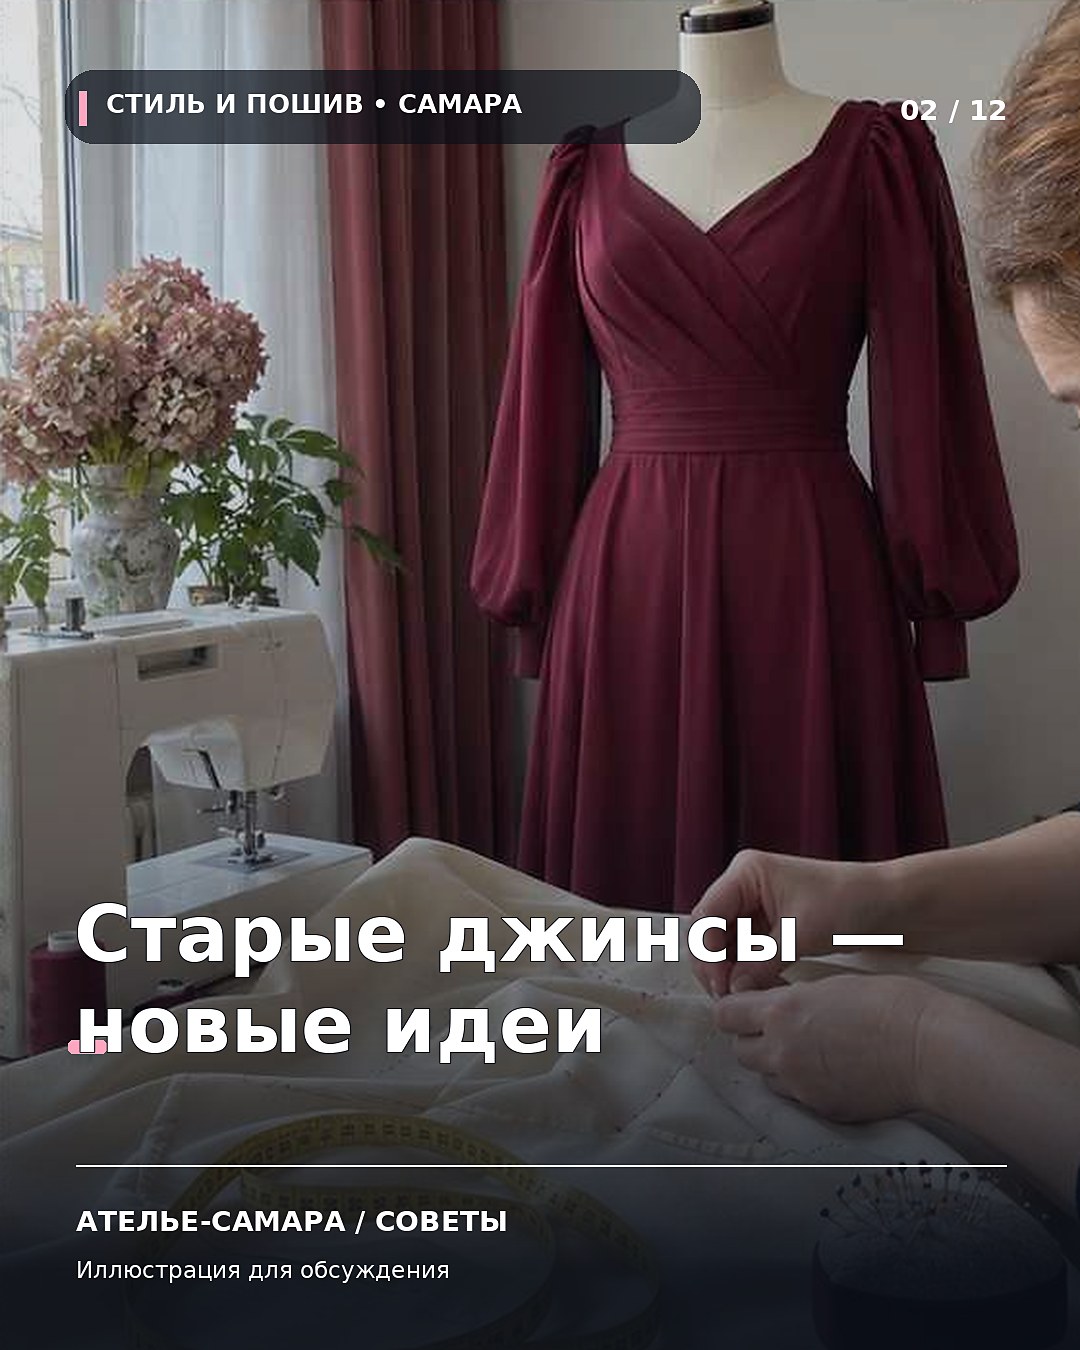 СТИЛЬ И ПОШИВ • САМАРА
02 / 12
Старые джинсы —
новые идеи
АТЕЛЬЕ-САМАРА / СОВЕТЫ
Иллюстрация для обсуждения